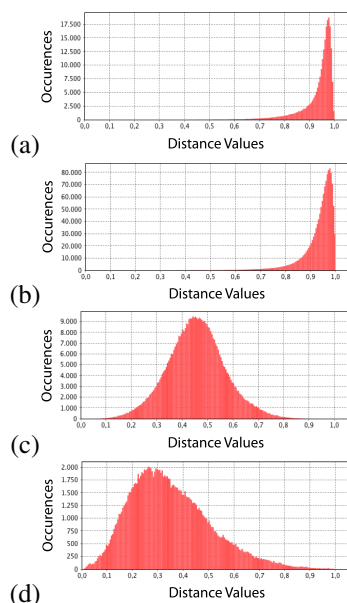 Occurences
17.500
15.000
12.500
10.000
7.500
5.000
2.500
0
0,0 0,1 0,2 0,3 0,4 0,5 0,6 0,7 0,8 0,9 1,0
Distance Values
(a)
Occurences
80.000
70.000
60.000
50.000
40.000
30.000
20.000
10.000
0
0,0 0,1 0,2 0,3 0,4 0,5 0,6 0,7 0,8 0,9 1,0
Distance Values
(b)
Occurences
9.000
8.000
7.000
6.000
5.000
4.000
3.000
2.000
1.000
0
0,0 0,1 0,2 0,3 0,4 0,5 0,6 0,7 0,8 0,9 1,0
Distance Values
(c)
Occurences
2.000
1.750
1.500
1.250
1.000
750
500
250
0
0,0 0,1 0,2 0,3 0,4 0,5 0,6 0,7 0,8 0,9 1,0
Distance Values
(d)